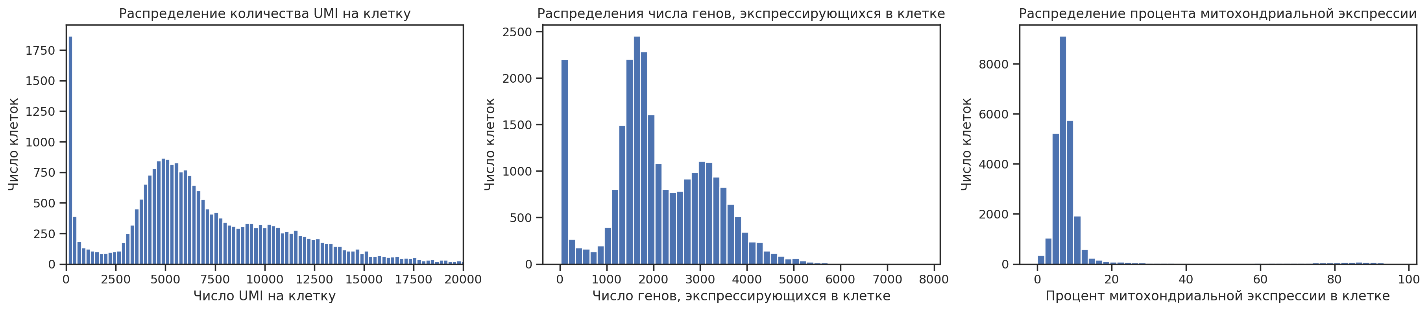 Распределение количества UMI на клетку
Число клеток
1750
1500
1250
1000
750
500
250
0
0 2500 5000 7500 10000 12500 15000 17500 20000
Число UMI на клетку
Распределения числа генов, экспрессирующихся в клетке
Число клеток
2500
2000
1500
1000
500
0
0 1000 2000 3000 4000 5000 6000 7000 8000
Число генов, экспрессирующихся в клетке
Распределение процента митохондриальной экспрессии
Число клеток
8000
6000
4000
2000
0
0 20 40 60 80 100
Процент митохондриальной экспрессии в клетке